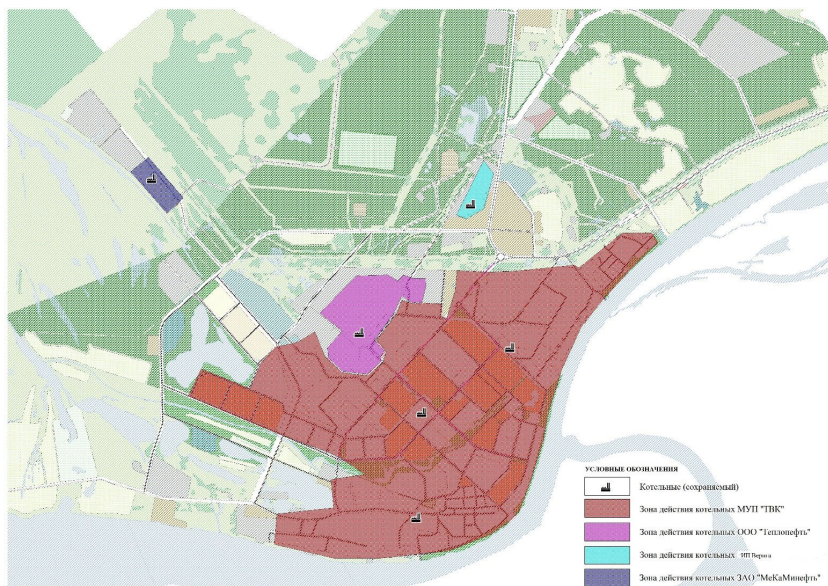 УСЛОВНЫЕ ОБОЗНАЧЕНИЯ
Котельные (сохраняемый)
Зона действия котельных МУП "ТВК"
Зона действия котельных ООО "Теплонефть"
Зона действия котельных ИП
Зона действия котельных ЗАО "МеКаМинефть"